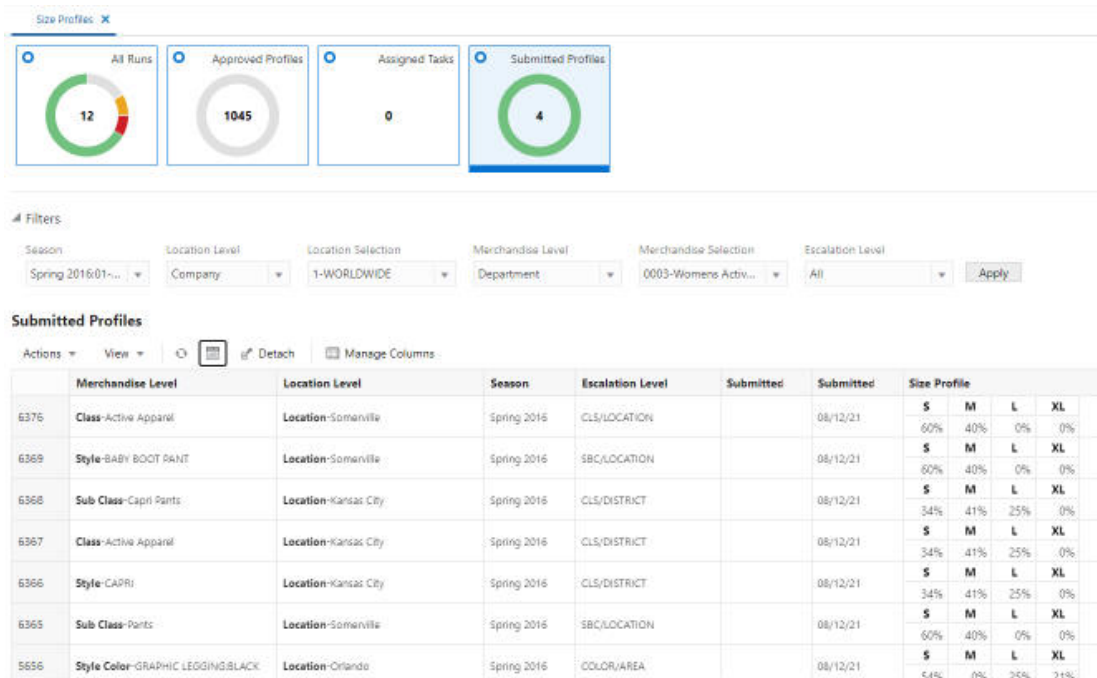 Size Profiles
All Runs
12
Approved Profiles
1045
Assigned Tasks
0
Submitted Profiles
4
Filters
Season Location Level Location Selection Merchandise Level Merchandise Selection Escalation Level
Spring 2016:01-... Company 1-WORLDWIDE Department 0003-Womens Activ... All Apply
Submitted Profiles
Actions View Detach Manage Columns
Merchandise Level Location Level Season Escalation Level Submitted Submitted Size Profile
6376 Class-Active Apparel Location-Somerville Spring 2016 CLS/LOCATION 08/12/21
S M L XL
60% 40% 0% 0%
6369 Style-BABY BOOT PANT Location-Somerville Spring 2016 SBC/LOCATION 08/12/21
S M L XL
60% 40% 0% 0%
6368 Sub Class-Capri Pants Location-Kansas City Spring 2016 CLS/DISTRICT 08/12/21
S M L XL
34% 41% 25% 0%
6367 Class-Active Apparel Location-Kansas City Spring 2016 CLS/DISTRICT 08/12/21
S M L XL
34% 41% 25% 0%
6366 Style-CAPRI Location-Kansas City Spring 2016 CLS/DISTRICT 08/12/21
S M L XL
34% 41% 25% 0%
6365 Sub Class-Pants Location-Somerville Spring 2016 SBC/LOCATION 08/12/21
S M L XL
60% 40% 0% 0%
5656 Style Color-GRAPHIC LEGGING:BLACK Location-Orlando Spring 2016 COLOR/AREA 08/12/21
S M L XL
54% 0% 25% 21%